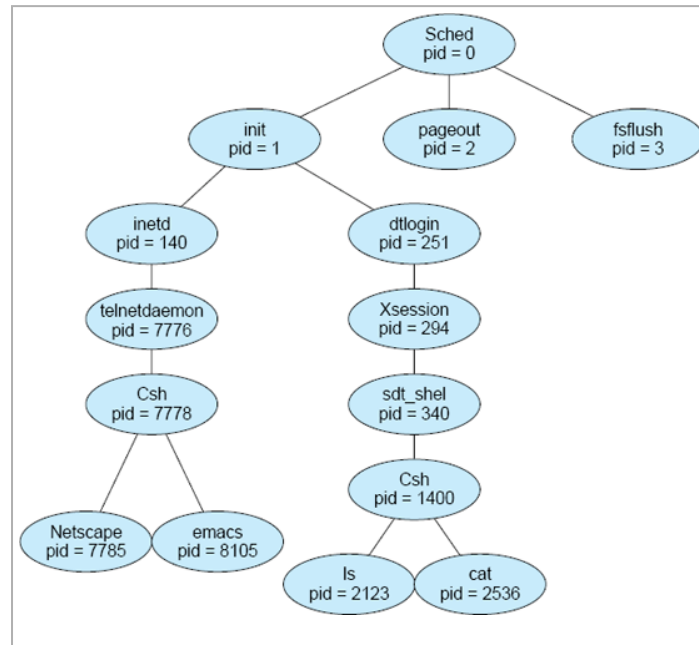 Sched
pid = 0
init
pid = 1
pageout
pid = 2
fsflush
pid = 3
inetd
pid = 140
dtlogin
pid = 251
telnetdaemon
pid = 7776
Xsession
pid = 294
Csh
pid = 7778
sdt_shel
pid = 340
Csh
pid = 1400
Netscape
pid = 7785
emacs
pid = 8105
ls
pid = 2123
cat
pid = 2536